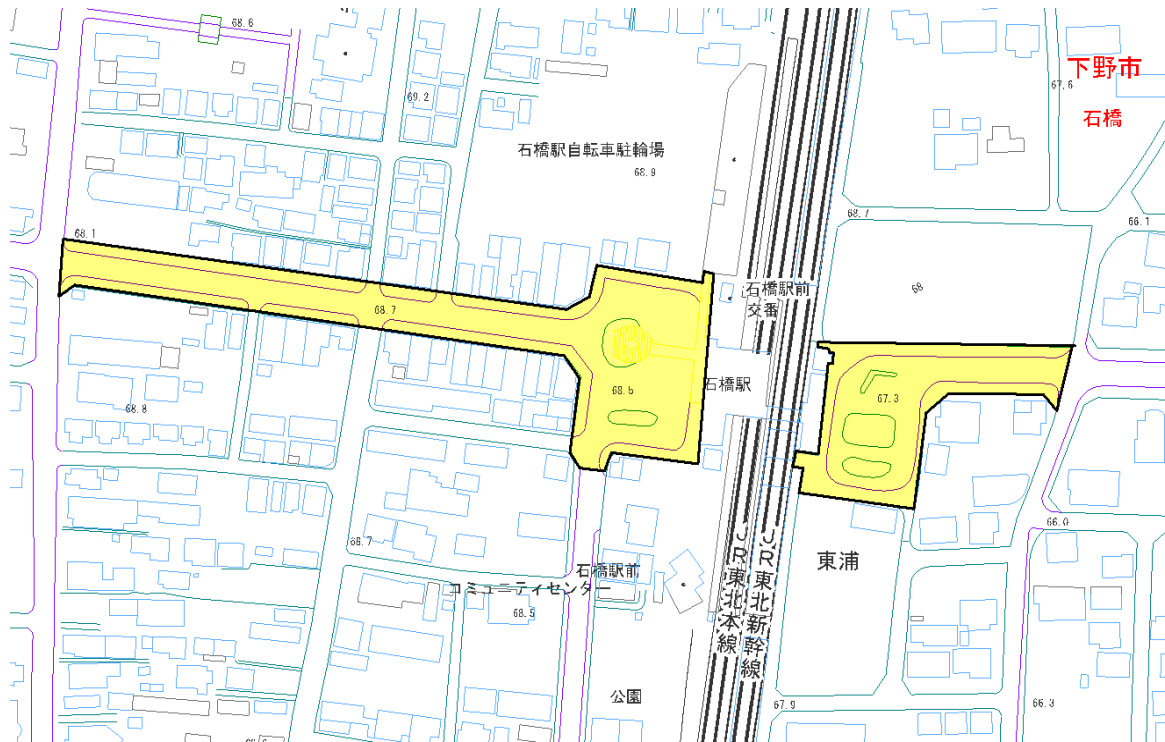 68.6
下野市
67.6
69.2
石橋
石橋駅自転車駐輪場
68.9
68.7
66.1
68.1
石橋駅前
交番
68
68.7
石橋駅
68.6
67.3
68.8
66.0
68.7
東浦
石橋駅前
コミュニティセンター
68.5
JR東北本線
JR東北新幹線
公園
67.9
66.3